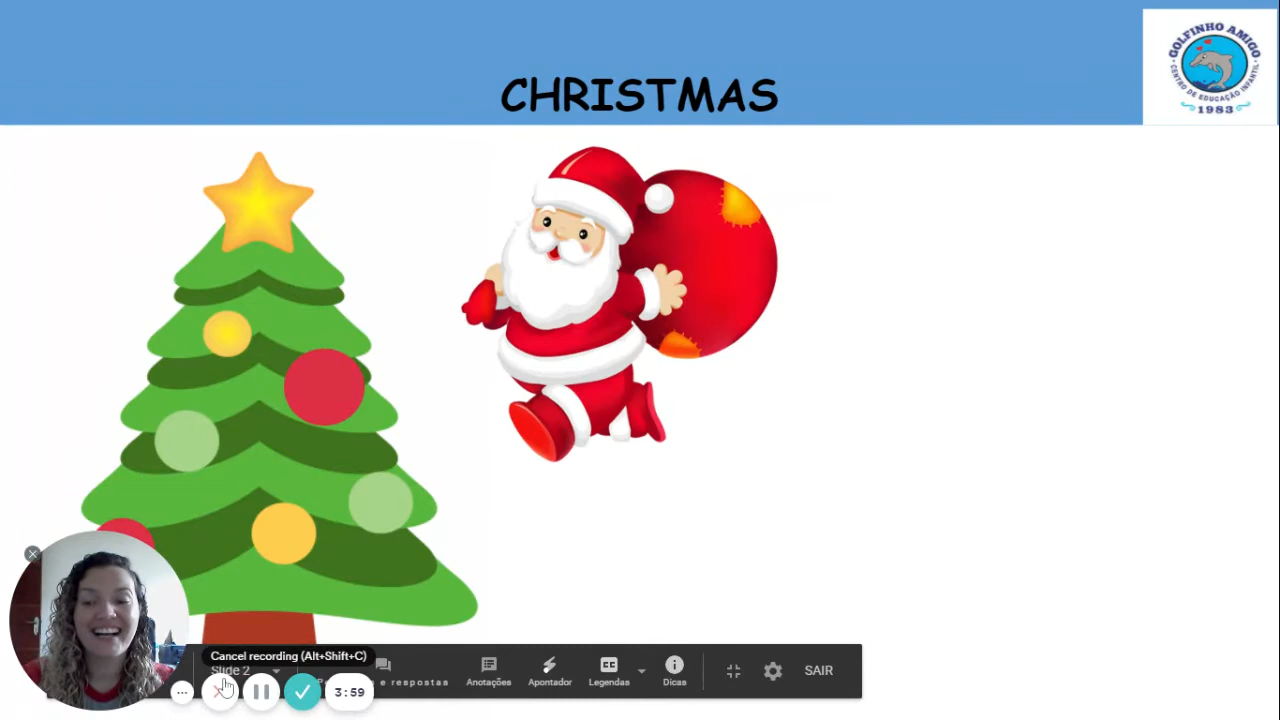 CHRISTMAS
GOLFINHO AMIGO
CENTRO DE EDUCAÇÃO INFANTIL
1983
Cancel recording (Alt+Shift+C)
Slide 2
e respostas
Anotações
Apontador
Legendas
Dicas
SAIR
3:59